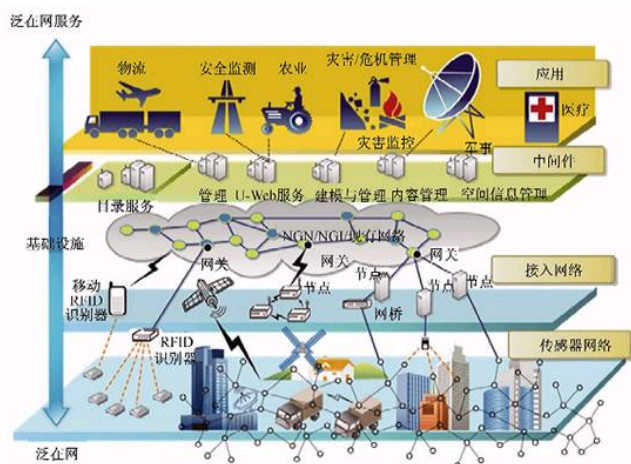 泛在网服务
灾害/危机管理
物流
安全监测
农业
应用
医疗
灾害监控
军事
中间件
管理
U-Web服务
建模与管理
内容管理
空间信息管理
目录服务
NGN/NGI/现有网络
基础设施
网关
网关
网关
节点
节点
接入网络
移动
RFID
识别器
节点
节点
网桥
RFID
识别器
传感器网络
泛在网